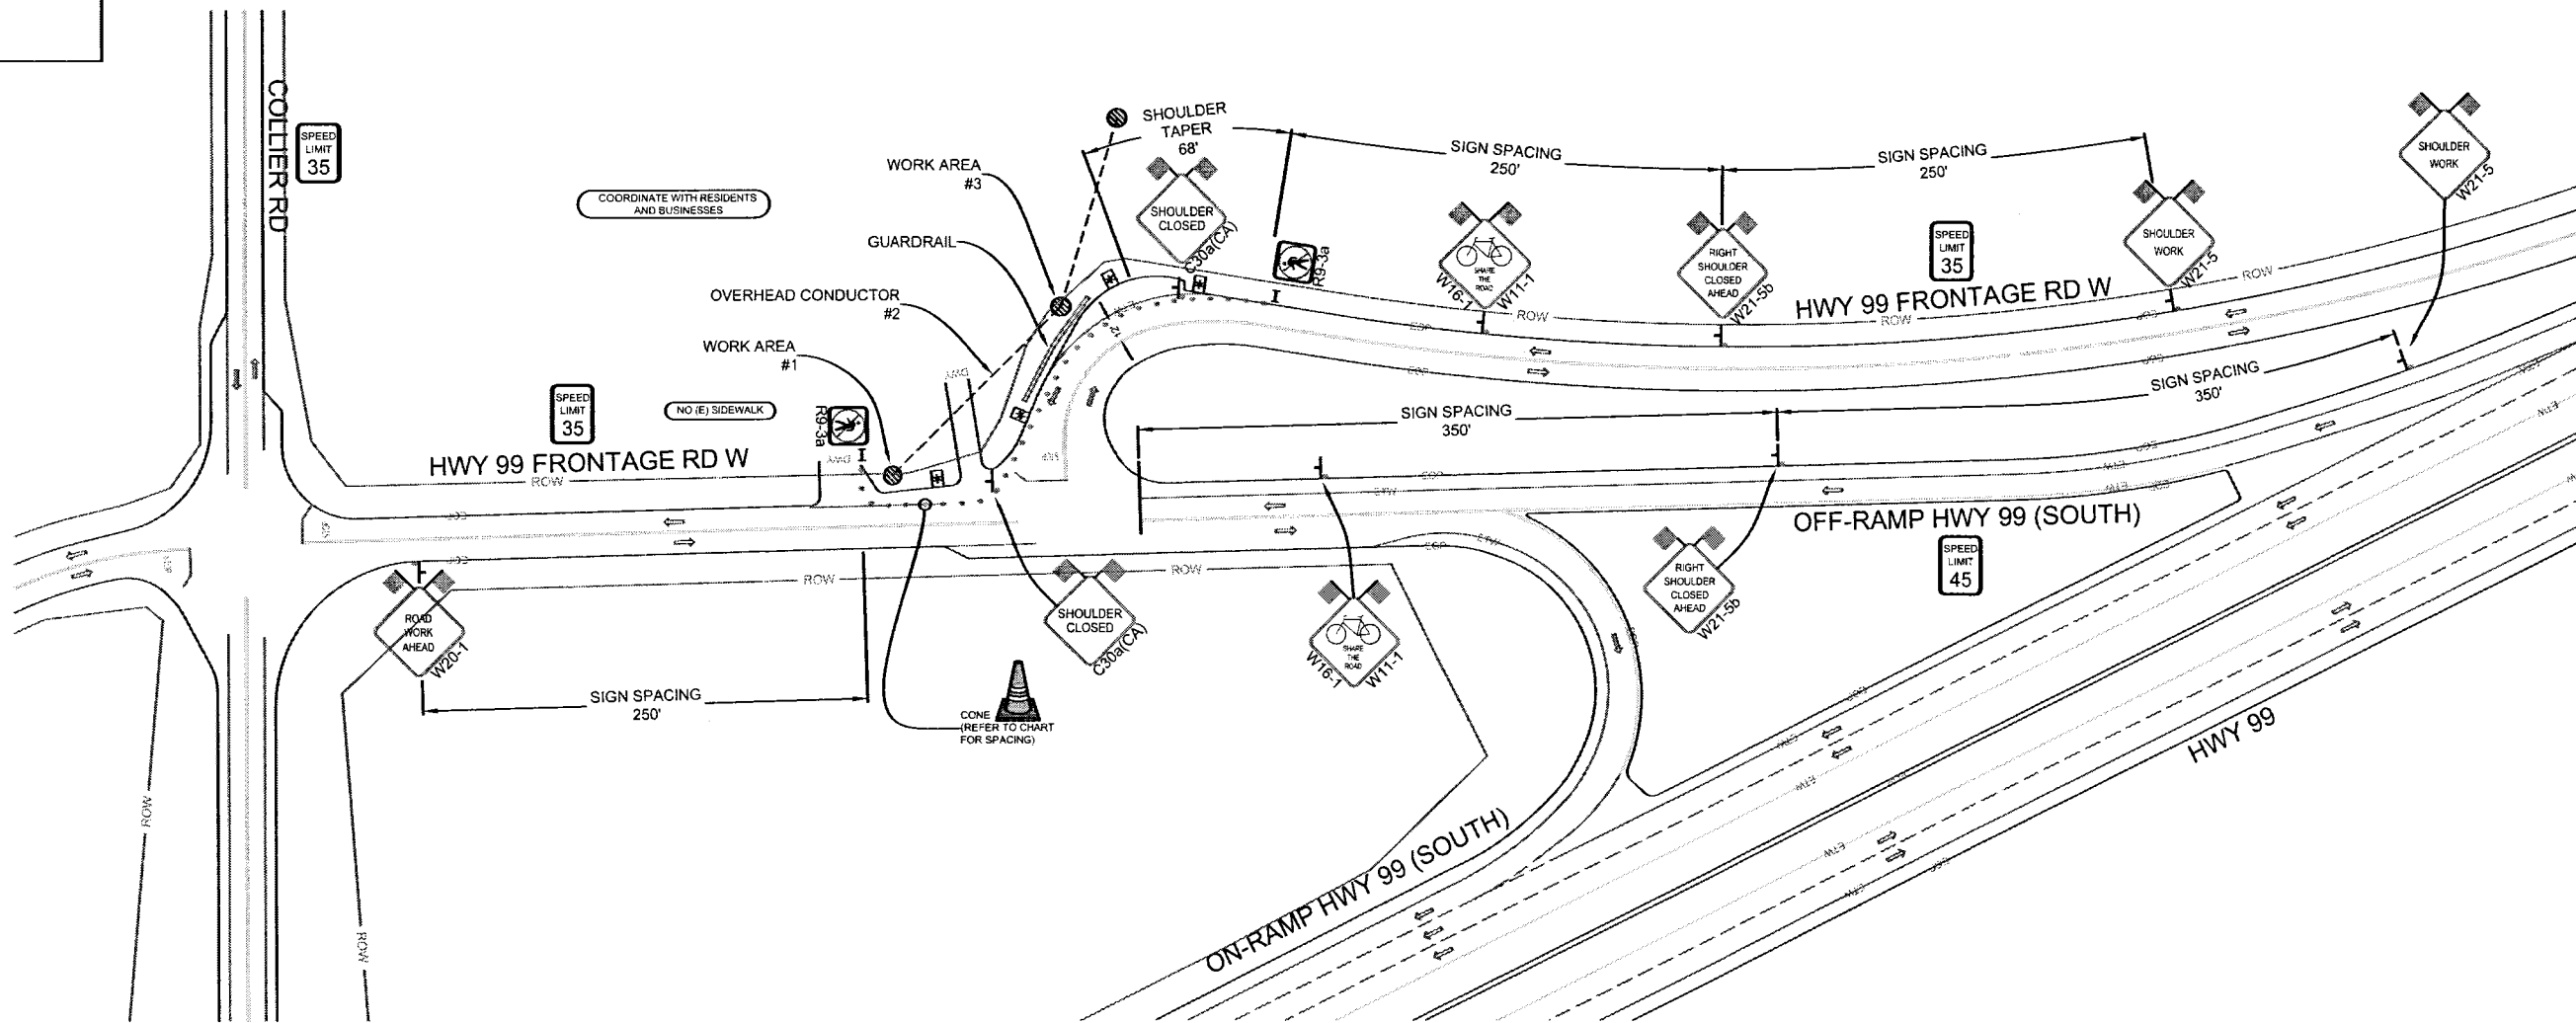 COLLIER RD
SPEED
LIMIT
35
COORDINATE WITH RESIDENTS
AND BUSINESSES
WORK AREA
#3
GUARDRAIL
OVERHEAD CONDUCTOR
#2
WORK AREA
#1
SHOULDER
TAPER
68'
SHOULDER
CLOSED
C30a(CA)
R9-3a
SIGN SPACING
250'
SHARE
THE
ROAD
W16-1
W11-1
RIGHT
SHOULDER
CLOSED
AHEAD
W21-5b
SIGN SPACING
250'
SPEED
LIMIT
35
SHOULDER
WORK
W21-5
SHOULDER
WORK
W21-5
HWY 99 FRONTAGE RD W
ROW
ROW
ROW
SPEED
LIMIT
35
NO (E) SIDEWALK
R9-3a
DWY
DWY
12'
HWY 99 FRONTAGE RD W
ROW
SIGN SPACING
350'
SIGN SPACING
350'
OFF-RAMP HWY 99 (SOUTH)
SPEED
LIMIT
45
ROW
ROW
ROAD
WORK
AHEAD
W20-1
SIGN SPACING
250'
CONE
(REFER TO CHART
FOR SPACING)
SHOULDER
CLOSED
C30a(CA)
SHARE
THE
ROAD
W16-1
W11-1
RIGHT
SHOULDER
CLOSED
AHEAD
W21-5b
HWY 99
ON-RAMP HWY 99 (SOUTH)
ROW
ROW